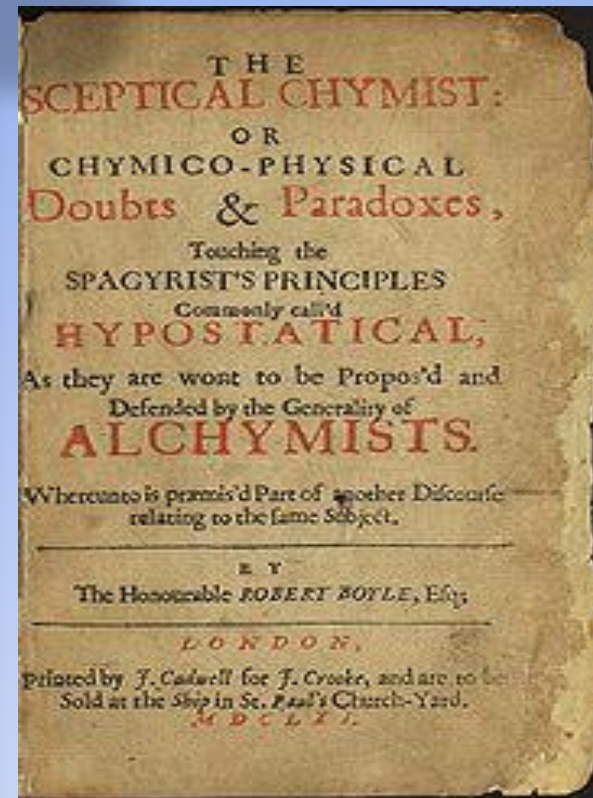 THE
SCEPTICAL CHYMIST:
OR
CHYMICO-PHYSICAL
Doubts & Paradoxes,
Touching the
SPAGYRIST'S PRINCIPLES
Commonly call'd
HYPOSTATICAL,
As they are wont to be Propos'd and
Defended by the Generality of
ALCHYMISTS.
Whereunto is præmis'd Part of another Discourse
relating to the same Subject.
BY
The Honourable ROBERT BOYLE, Esq;
LONDON,
Printed by J. Cadwell for J. Crooke, and are to be
Sold at the Ship in St. Paul's Church-Yard.
MDCLXI.